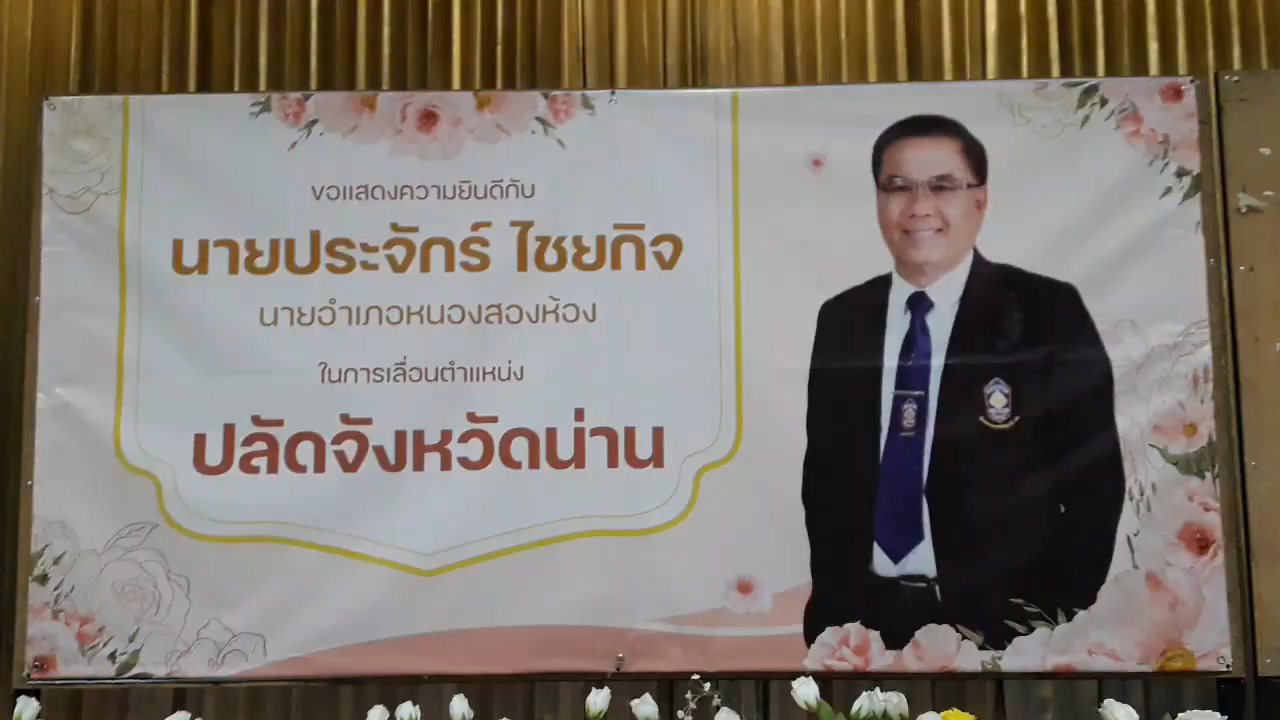 ขอแสดงความยินดีกับ
นายประจักร์ ไชยกิจ
นายอำเภอหนองสองห้อง
ในการเลื่อนตำแหน่ง
ปลัดจังหวัดน่าน